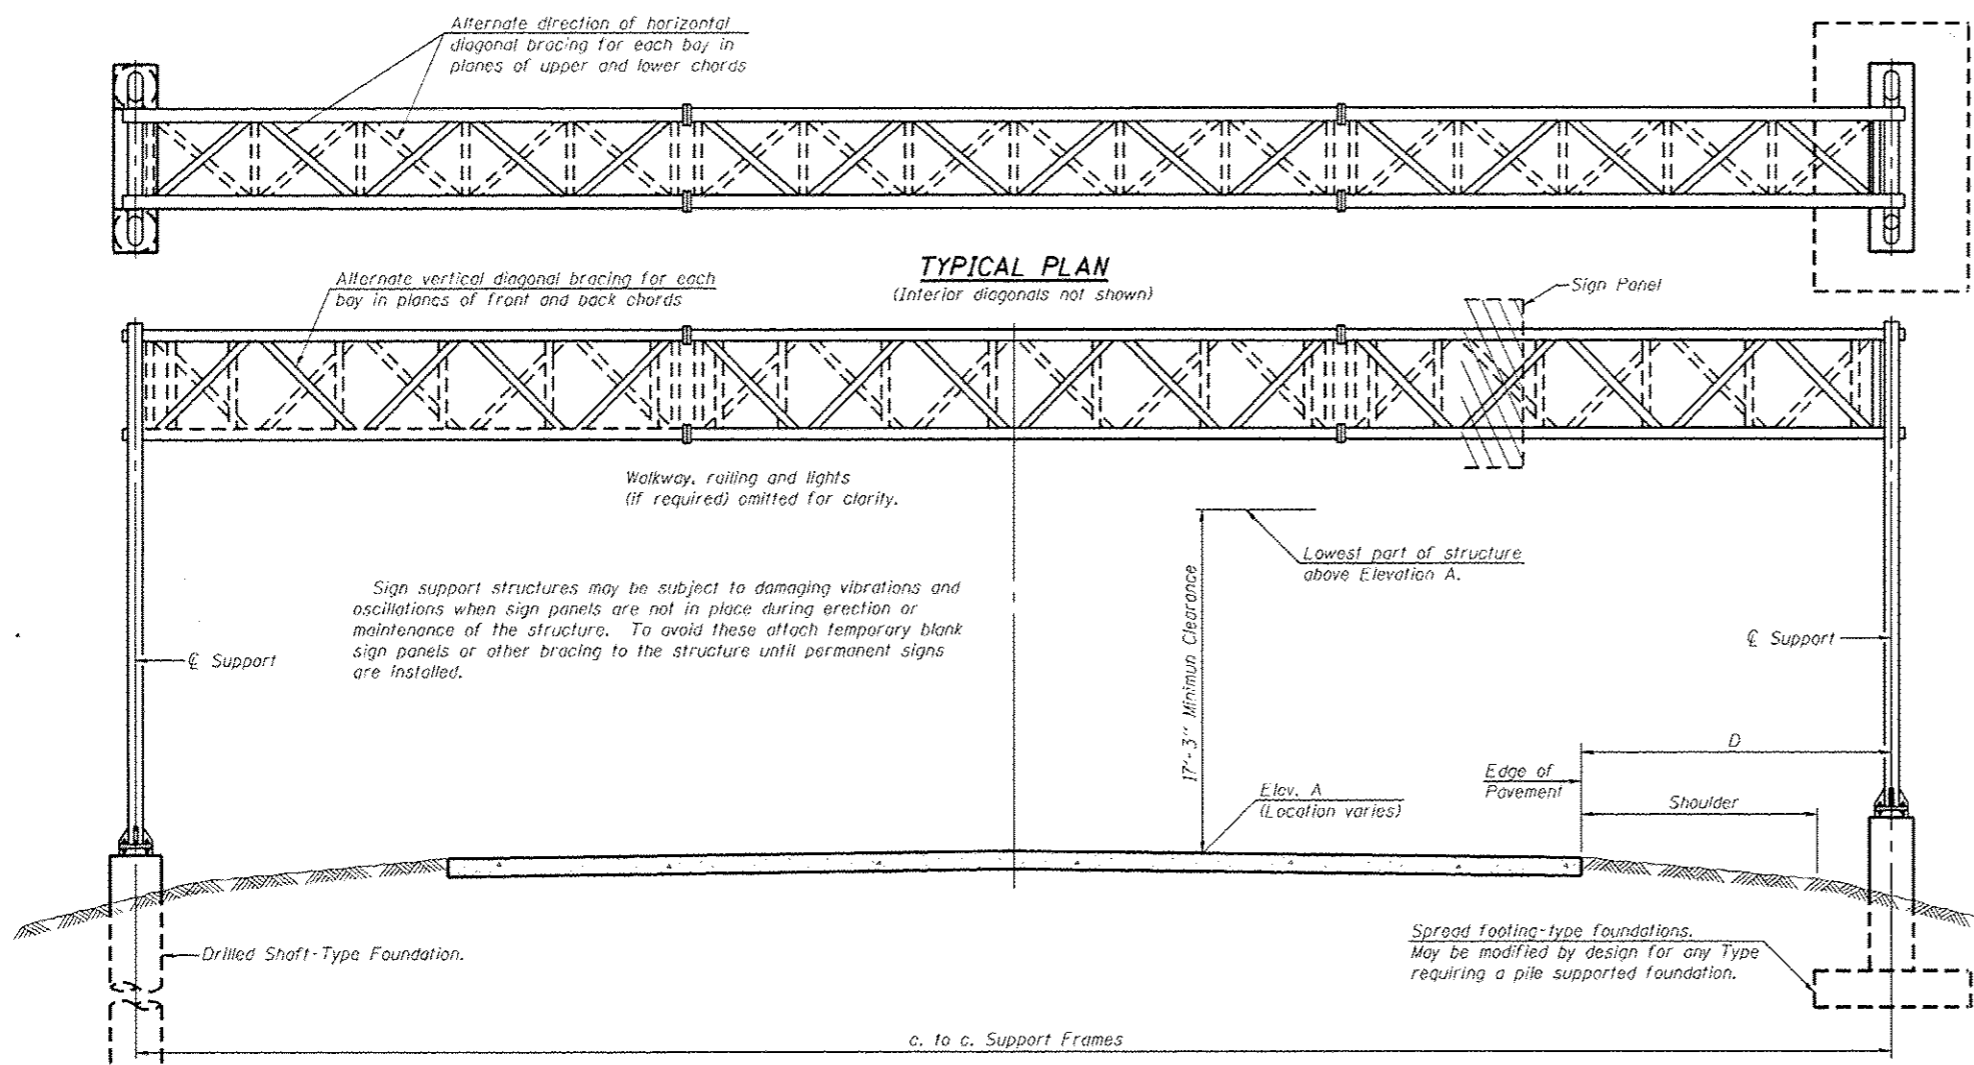 Alternate direction of horizontal
diagonal bracing for each bay in
planes of upper and lower chords
TYPICAL PLAN
(Interior diagonals not shown)
Alternate vertical diagonal bracing for each
bay in planes of front and back chords
Sign Panel
Walkway, railing and lights
(if required) omitted for clarity.
Lowest part of structure
above Elevation A.
17'-3" Minimun Clearance
Sign support structures may be subject to damaging vibrations and
oscillations when sign panels are not in place during erection or
maintenance of the structure. To avoid these attach temporary blank
sign panels or other bracing to the structure until permanent signs
are installed.
℄ Support
℄ Support
D
Edge of
Pavement
Shoulder
Elev. A
(Location varies)
Drilled Shaft-Type Foundation.
Spread footing-type foundations.
May be modified by design for any Type
requiring a pile supported foundation.
c. to c. Support Frames